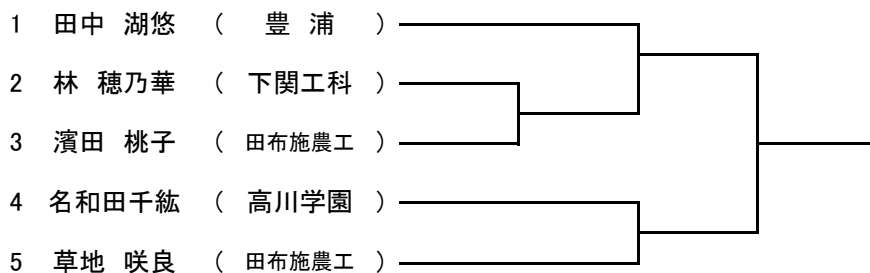 1 田中 湖悠 ( 豊 浦 )
2 林 穂乃華 ( 下関工科 )
3 濱田 桃子 ( 田布施農工 )
4 名和田千紘 ( 高川学園 )
5 草地 咲良 ( 田布施農工 )